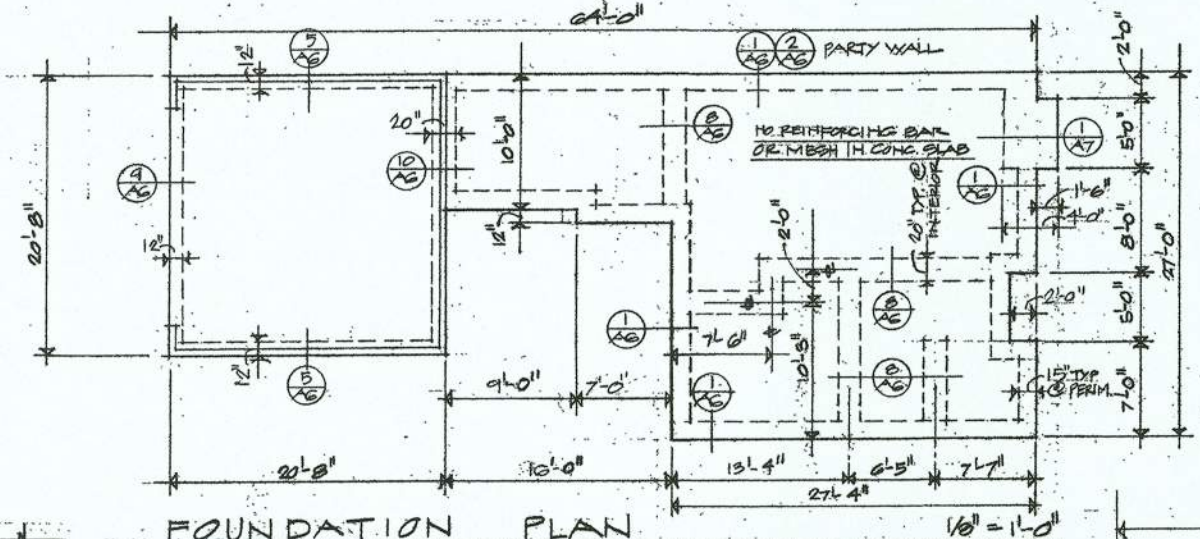 64'-0"
5
A6
1
A6
2
A6
PARTY WALL
2'-0"
12"
20"
10'-0"
8
A6
NO REINFORCING BAR
OR MESH IN CONC. SLAB
1
A7
5'-0"
9
A6
10
A6
1
A6
20" TYP. @
INTERIOR
1'-6"
4'-0"
8'-0"
27'-0"
20'-8"
12"
12"
2'-0"
2'-0"
5'-0"
1
A6
7'-6"
8
A6
10'-8"
12"
5
A6
9'-0"
7'-0"
1
A6
8
A6
15" TYP
@ PERIM.
7'-0"
20'-8"
16'-0"
13'-4"
6'-5"
7'-7"
27'-4"
FOUNDATION PLAN
1/8" = 1'-0"